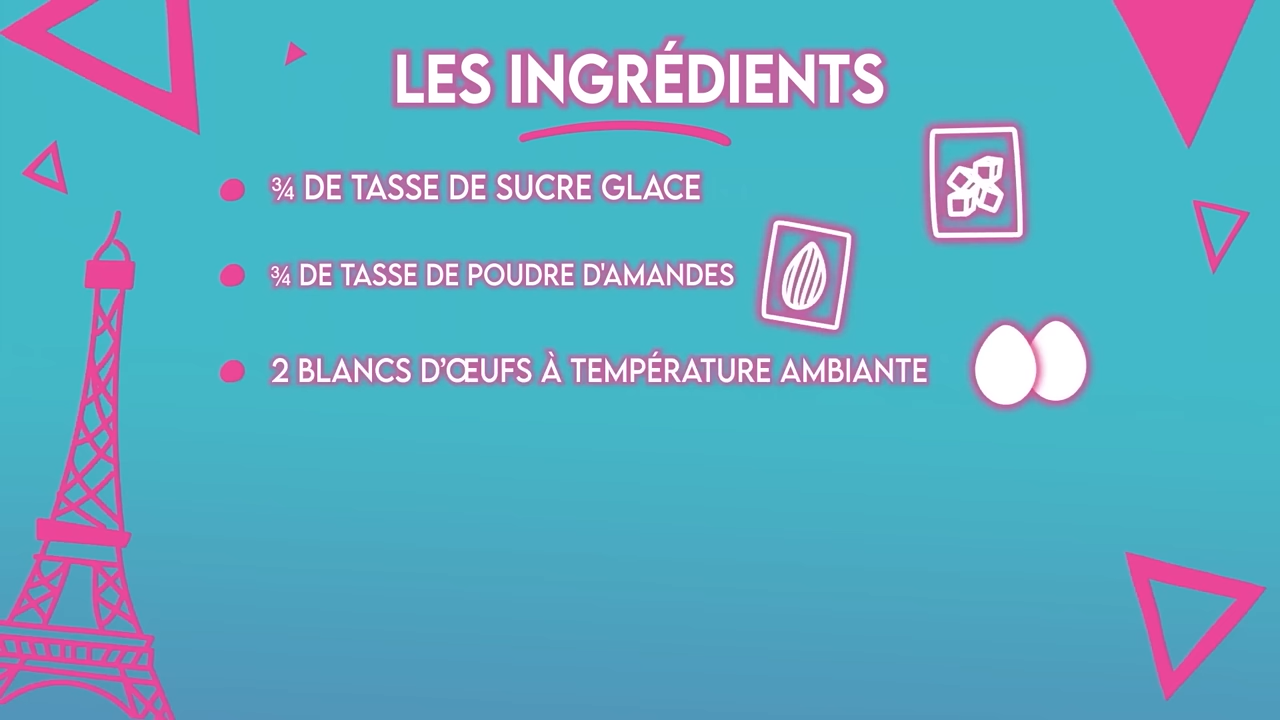 LES INGRÉDIENTS
¾ DE TASSE DE SUCRE GLACE
¾ DE TASSE DE POUDRE D'AMANDES
2 BLANCS D’ŒUFS À TEMPÉRATURE AMBIANTE